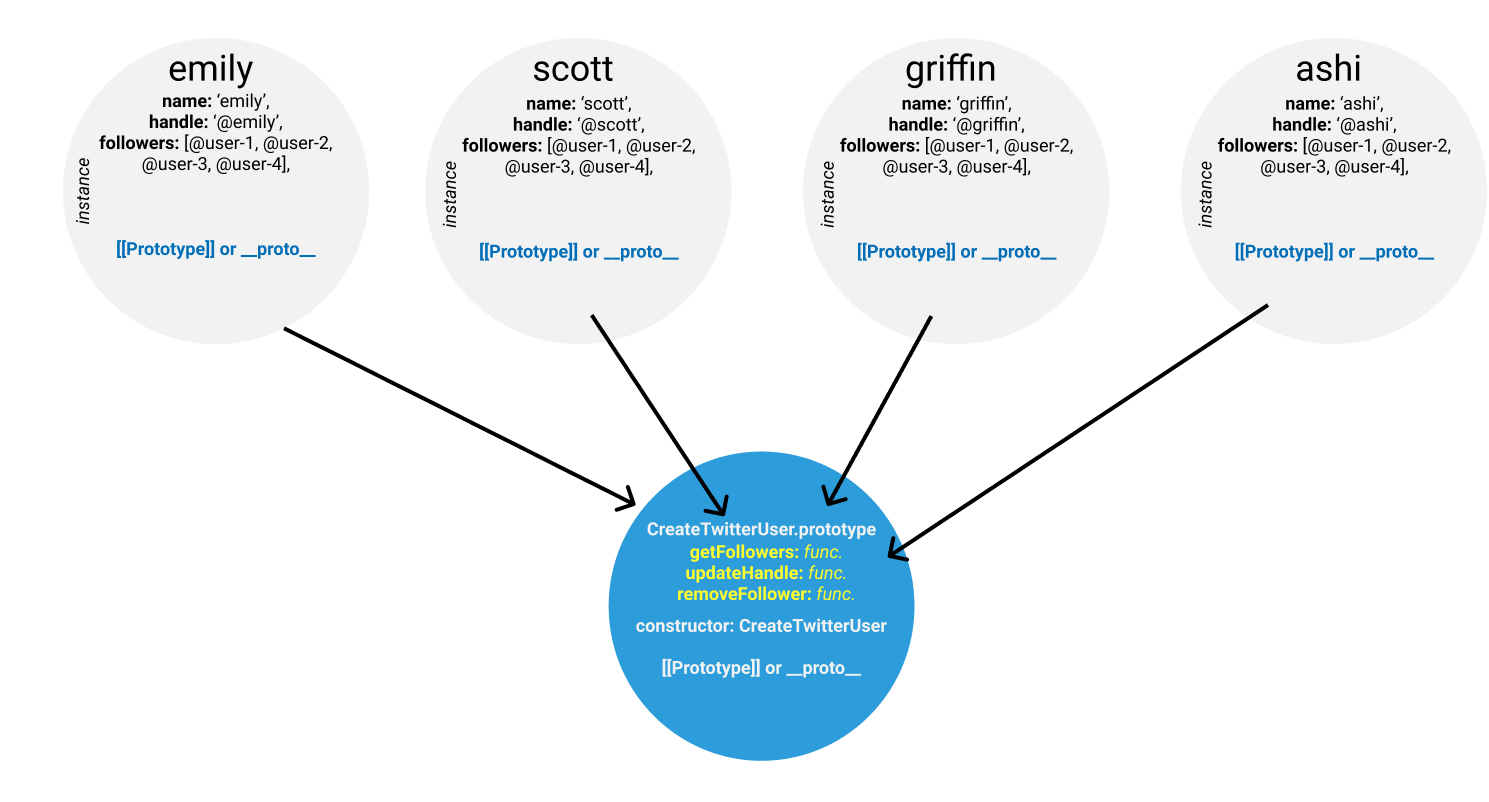 emily
name: ‘emily’,
handle: ‘@emily’,
followers: [@user-1, @user-2,
@user-3, @user-4],
instance
[[Prototype]] or __proto__
scott
name: ‘scott’,
handle: ‘@scott’,
followers: [@user-1, @user-2,
@user-3, @user-4],
instance
[[Prototype]] or __proto__
griffin
name: ‘griffin’,
handle: ‘@griffin’,
followers: [@user-1, @user-2,
@user-3, @user-4],
instance
[[Prototype]] or __proto__
ashi
name: ‘ashi’,
handle: ‘@ashi’,
followers: [@user-1, @user-2,
@user-3, @user-4],
instance
[[Prototype]] or __proto__
CreateTwitterUser.prototype
getFollowers: func.
updateHandle: func.
removeFollower: func.
constructor: CreateTwitterUser
[[Prototype]] or __proto__